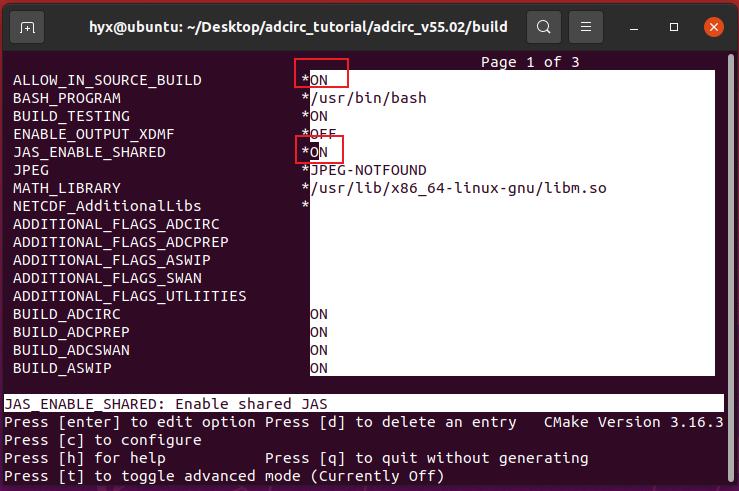 hyx@ubuntu: ~/Desktop/adcirc_tutorial/adcirc_v55.02/build
Page 1 of 3
ALLOW_IN_SOURCE_BUILD *ON
BASH_PROGRAM */usr/bin/bash
BUILD_TESTING *ON
ENABLE_OUTPUT_XDMF *OFF
JAS_ENABLE_SHARED *ON
JPEG *JPEG-NOTFOUND
MATH_LIBRARY */usr/lib/x86_64-linux-gnu/libm.so
NETCDF_AdditionalLibs *
ADDITIONAL_FLAGS_ADCIRC
ADDITIONAL_FLAGS_ADCPREP
ADDITIONAL_FLAGS_ASWIP
ADDITIONAL_FLAGS_SWAN
ADDITIONAL_FLAGS_UTLIITIES
BUILD_ADCIRC ON
BUILD_ADCPREP ON
BUILD_ADCSWAN ON
BUILD_ASWIP ON
JAS_ENABLE_SHARED: Enable shared JAS
Press [enter] to edit option Press [d] to delete an entry CMake Version 3.16.3
Press [c] to configure
Press [h] for help Press [q] to quit without generating
Press [t] to toggle advanced mode (Currently Off)